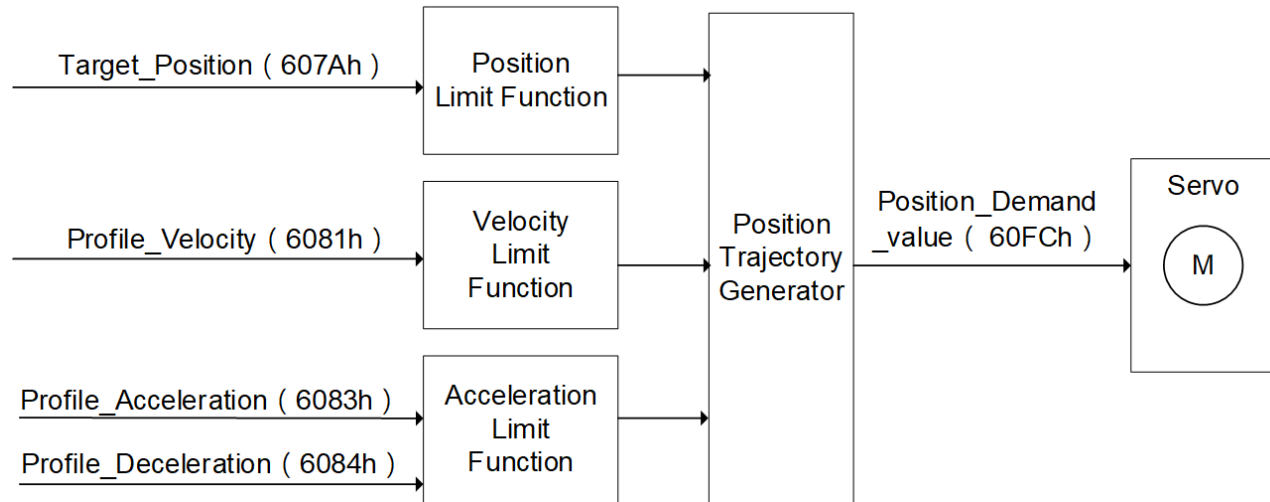 Target_Position ( 607Ah )
Position
Limit Function
Profile_Velocity ( 6081h )
Velocity
Limit
Function
Profile_Acceleration ( 6083h )
Profile_Deceleration ( 6084h )
Acceleration
Limit
Function
Position
Trajectory
Generator
Position_Demand
_value ( 60FCh )
Servo
M